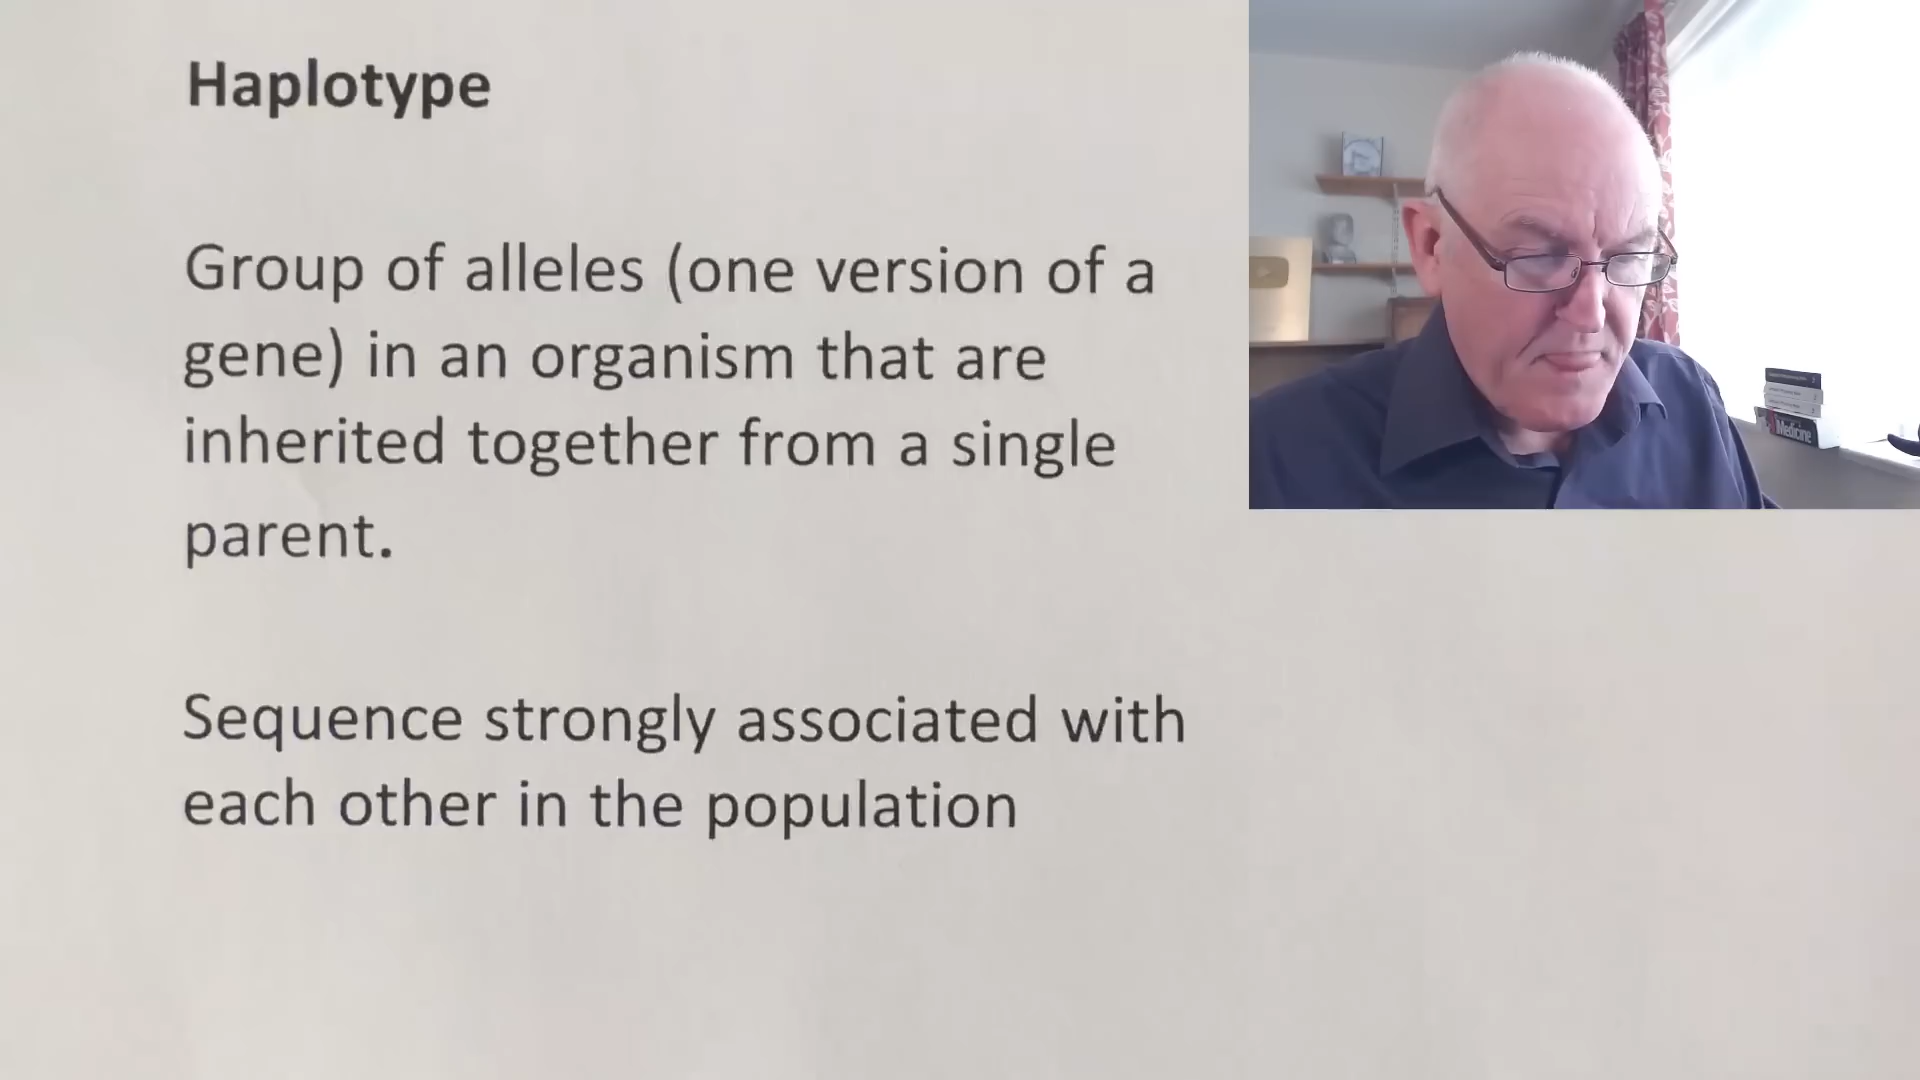 Haplotype
Group of alleles (one version of a
gene) in an organism that are
inherited together from a single
parent.
Sequence strongly associated with
each other in the population
Medicine